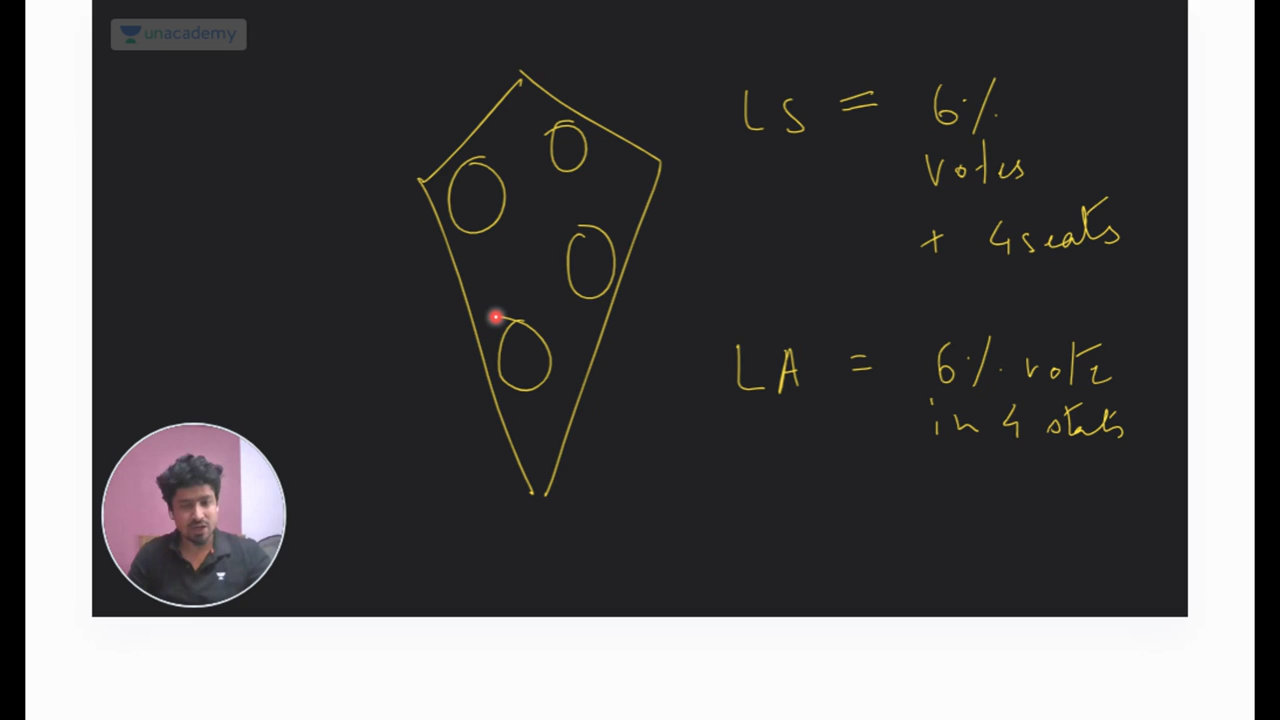 unacademy
LS = 6%
votes
+ 4 seats
LA = 6% vote
in 4 stats